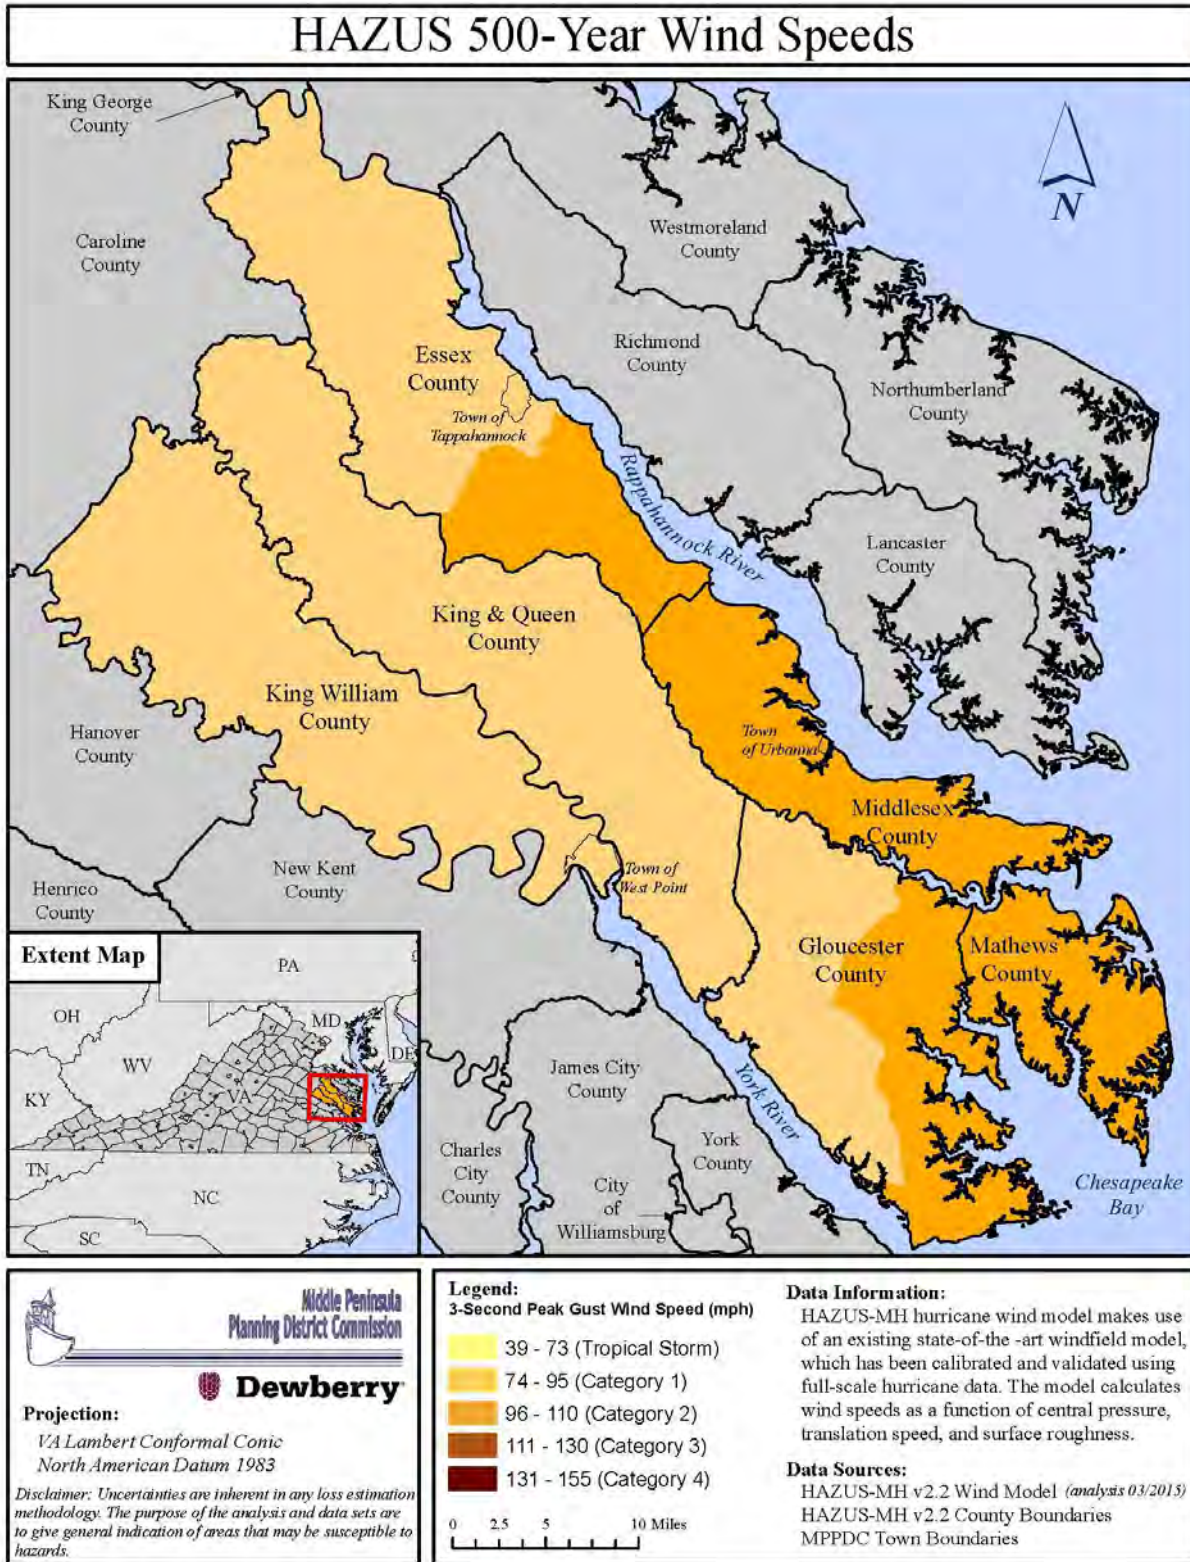 HAZUS 500-Year Wind Speeds
King George
County
Caroline
County
Westmoreland
County
Richmond
County
Essex
County
Northumberland
County
Town of
Tappahannock
Rappahannock River
Lancaster
County
King & Queen
County
King William
County
Hanover
County
Town
of Urbanna
Middlesex
County
New Kent
County
Town of
West Point
Henrico
County
Gloucester
County
Mathews
County
James City
County
York River
York
County
Charles
City
County
City
of
Williamsburg
Chesapeake
Bay
N
Extent Map
PA
OH
MD
DE
WV
KY
VA
TN
NC
SC
Middle Peninsula
Planning District Commission
Dewberry
Projection:
VA Lambert Conformal Conic
North American Datum 1983
Disclaimer: Uncertainties are inherent in any loss estimation
methodology. The purpose of the analysis and data sets are
to give general indication of areas that may be susceptible to
hazards.
Legend:
3-Second Peak Gust Wind Speed (mph)
39 - 73 (Tropical Storm)
74 - 95 (Category 1)
96 - 110 (Category 2)
111 - 130 (Category 3)
131 - 155 (Category 4)
0 2.5 5 10 Miles
Data Information:
HAZUS-MH hurricane wind model makes use
of an existing state-of-the -art windfield model,
which has been calibrated and validated using
full-scale hurricane data. The model calculates
wind speeds as a function of central pressure,
translation speed, and surface roughness.
Data Sources:
HAZUS-MH v2.2 Wind Model (analysis 03/2015)
HAZUS-MH v2.2 County Boundaries
MPPDC Town Boundaries